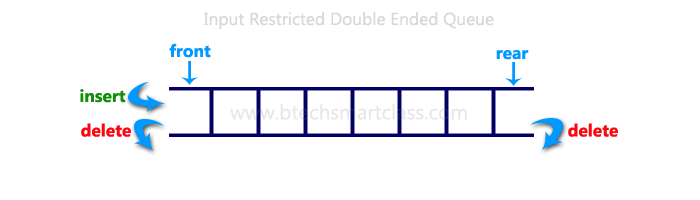 Input Restricted Double Ended Queue
front
rear
insert
www.btechsmartclass.com
delete
delete